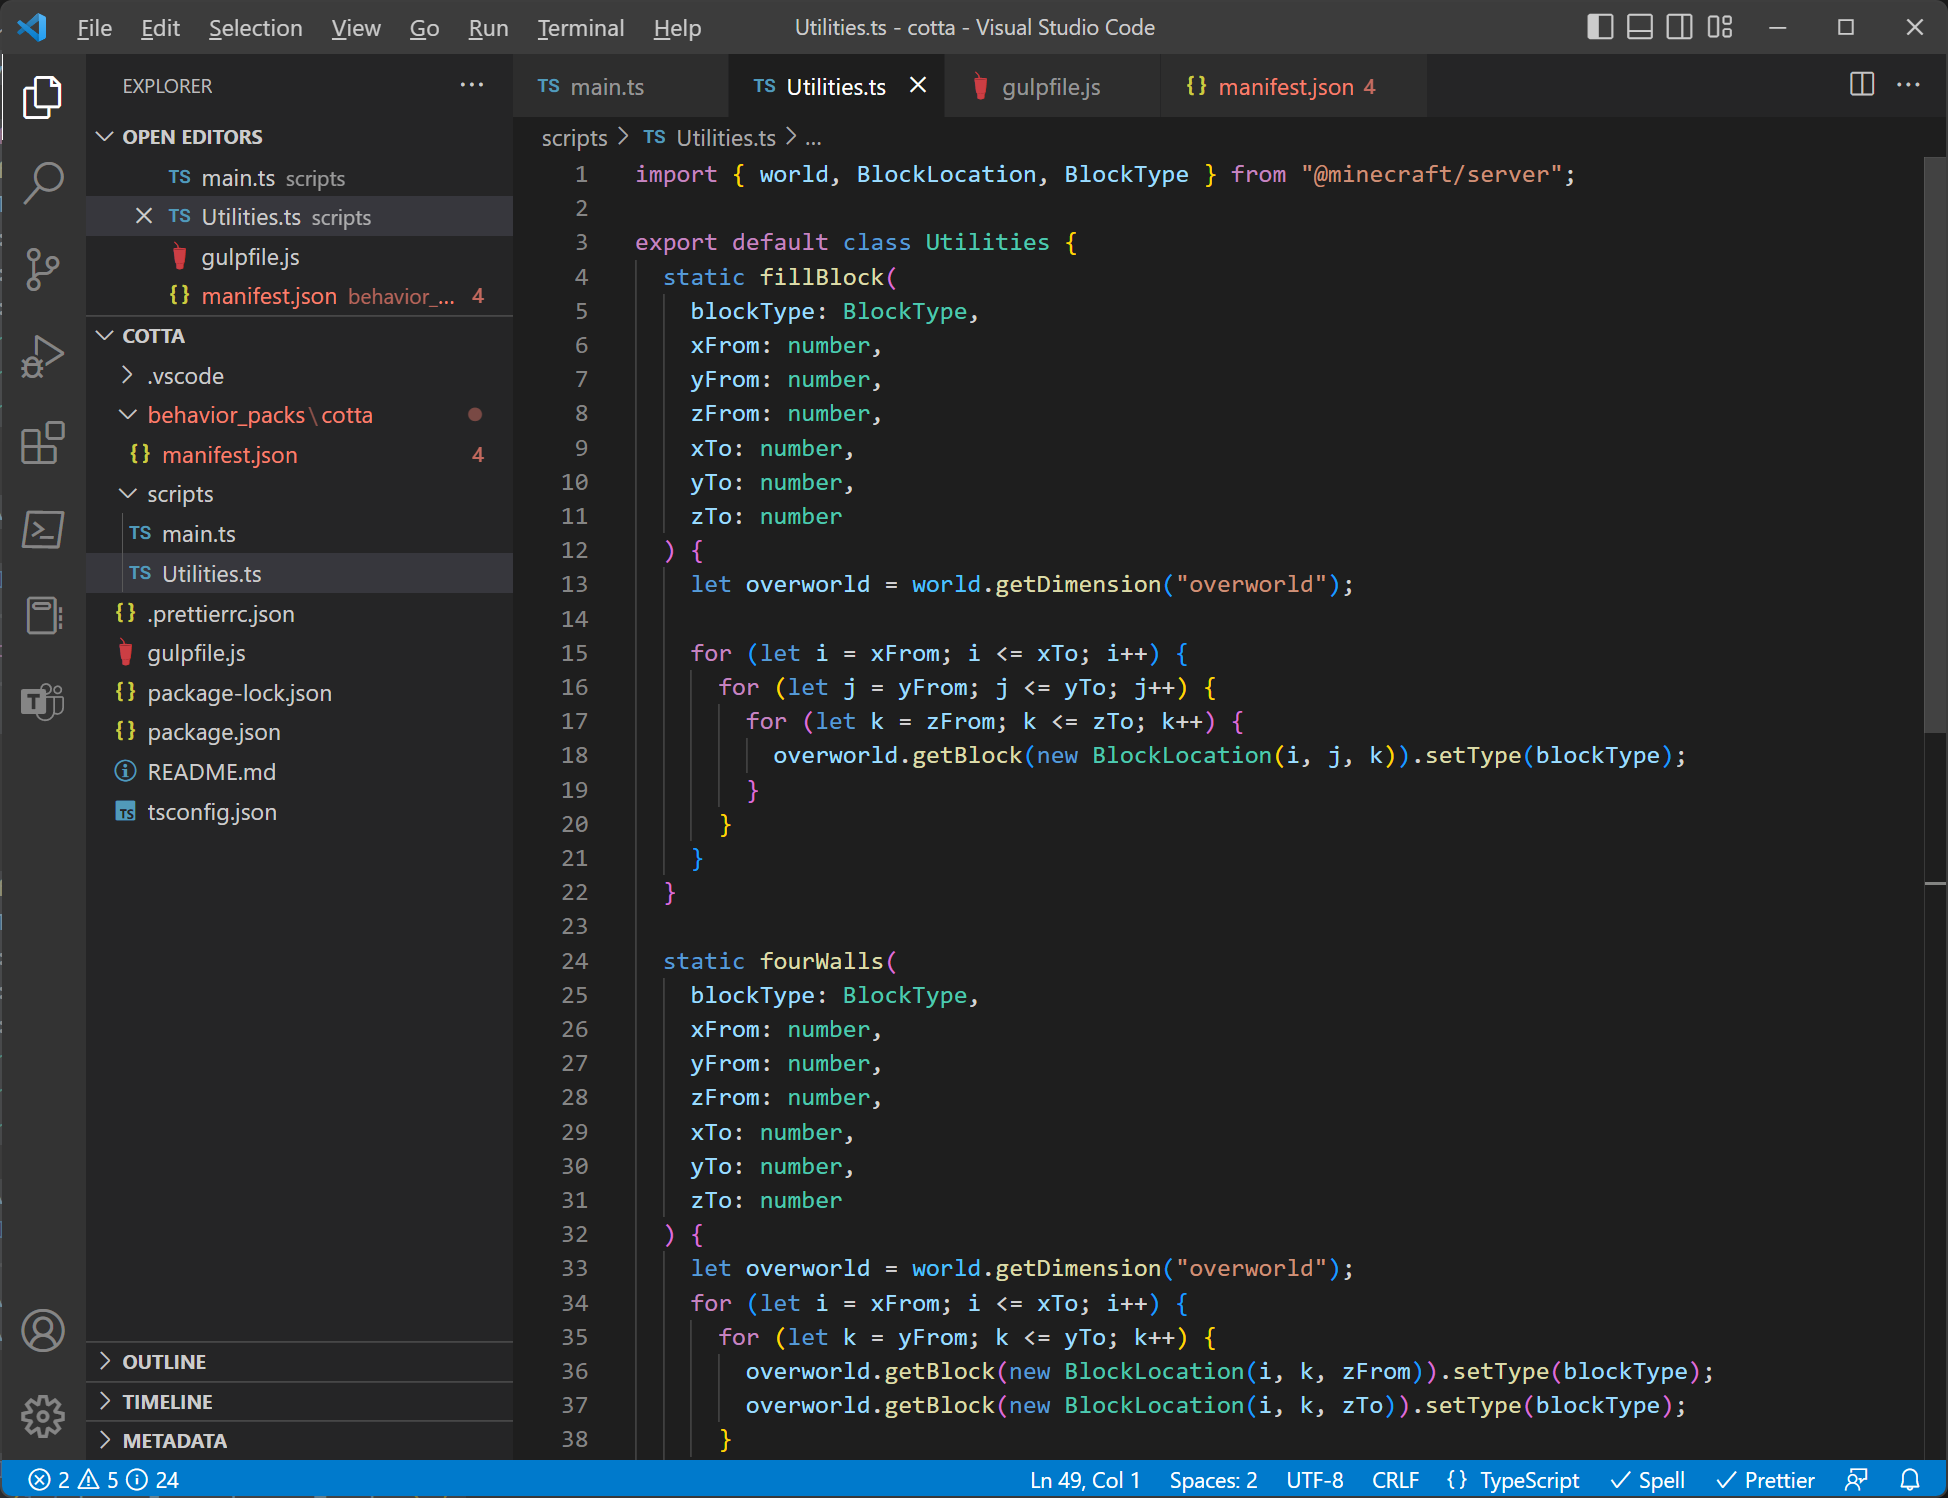 File Edit Selection View Go Run Terminal Help Utilities.ts - cotta - Visual Studio Code
EXPLORER
OPEN EDITORS
TS main.ts scripts
TS Utilities.ts scripts
gulpfile.js
{} manifest.json behavior_... 4
COTTA
.vscode
behavior_packs\cotta
{} manifest.json 4
scripts
TS main.ts
TS Utilities.ts
{} .prettierrc.json
gulpfile.js
{} package-lock.json
{} package.json
README.md
TS tsconfig.json
OUTLINE
TIMELINE
METADATA
TS main.ts TS Utilities.ts gulpfile.js {} manifest.json 4
scripts > TS Utilities.ts > ...
1 import { world, BlockLocation, BlockType } from "@minecraft/server";
2
3 export default class Utilities {
4 static fillBlock(
5 blockType: BlockType,
6 xFrom: number,
7 yFrom: number,
8 zFrom: number,
9 xTo: number,
10 yTo: number,
11 zTo: number
12 ) {
13 let overworld = world.getDimension("overworld");
14
15 for (let i = xFrom; i <= xTo; i++) {
16 for (let j = yFrom; j <= yTo; j++) {
17 for (let k = zFrom; k <= zTo; k++) {
18 overworld.getBlock(new BlockLocation(i, j, k)).setType(blockType);
19 }
20 }
21 }
22 }
23
24 static fourWalls(
25 blockType: BlockType,
26 xFrom: number,
27 yFrom: number,
28 zFrom: number,
29 xTo: number,
30 yTo: number,
31 zTo: number
32 ) {
33 let overworld = world.getDimension("overworld");
34 for (let i = xFrom; i <= xTo; i++) {
35 for (let k = yFrom; k <= yTo; k++) {
36 overworld.getBlock(new BlockLocation(i, k, zFrom)).setType(blockType);
37 overworld.getBlock(new BlockLocation(i, k, zTo)).setType(blockType);
38 }
2 5 24 Ln 49, Col 1 Spaces: 2 UTF-8 CRLF {} TypeScript Spell Prettier